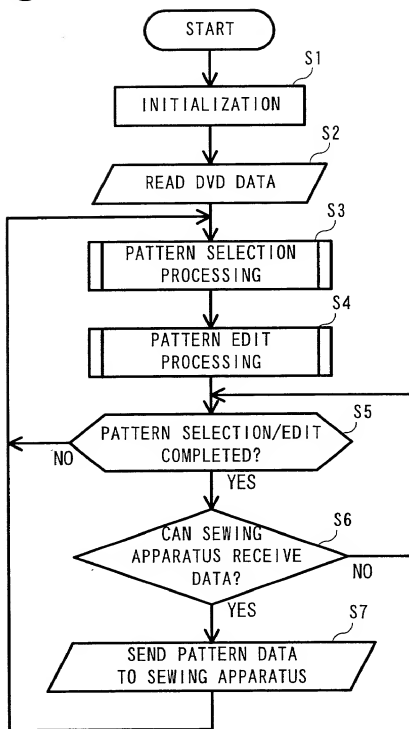 START
S1
INITIALIZATION
S2
READ DVD DATA
S3
PATTERN SELECTION
PROCESSING
S4
PATTERN EDIT
PROCESSING
S5
PATTERN SELECTION/EDIT
COMPLETED?
NO
YES
S6
CAN SEWING
APPARATUS RECEIVE
DATA?
NO
YES
S7
SEND PATTERN DATA
TO SEWING APPARATUS